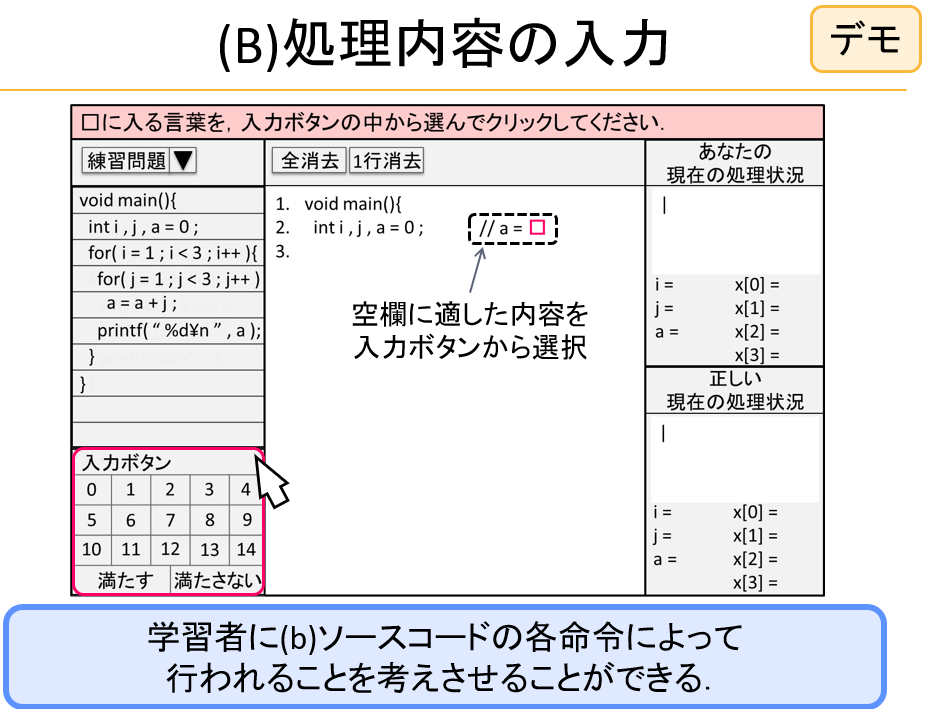 (B)処理内容の入力
デモ
□に入る言葉を，入力ボタンの中から選んでクリックしてください．
練習問題▼
全消去 1行消去
void main(){
int i , j , a = 0 ;
for( i = 1 ; i < 3 ; i++ ){
for( j = 1 ; j < 3 ; j++ )
a = a + j ;
printf( “ %d¥n ” , a );
}
}
入力ボタン
0 1 2 3 4
5 6 7 8 9
10 11 12 13 14
満たす 満たさない
1. void main(){
2. int i , j , a = 0 ; // a = □
3.
空欄に適した内容を
入力ボタンから選択
あなたの
現在の処理状況
|
i = x[0] =
j = x[1] =
a = x[2] =
x[3] =
正しい
現在の処理状況
|
i = x[0] =
j = x[1] =
a = x[2] =
x[3] =
学習者に(b)ソースコードの各命令によって
行われることを考えさせることができる．